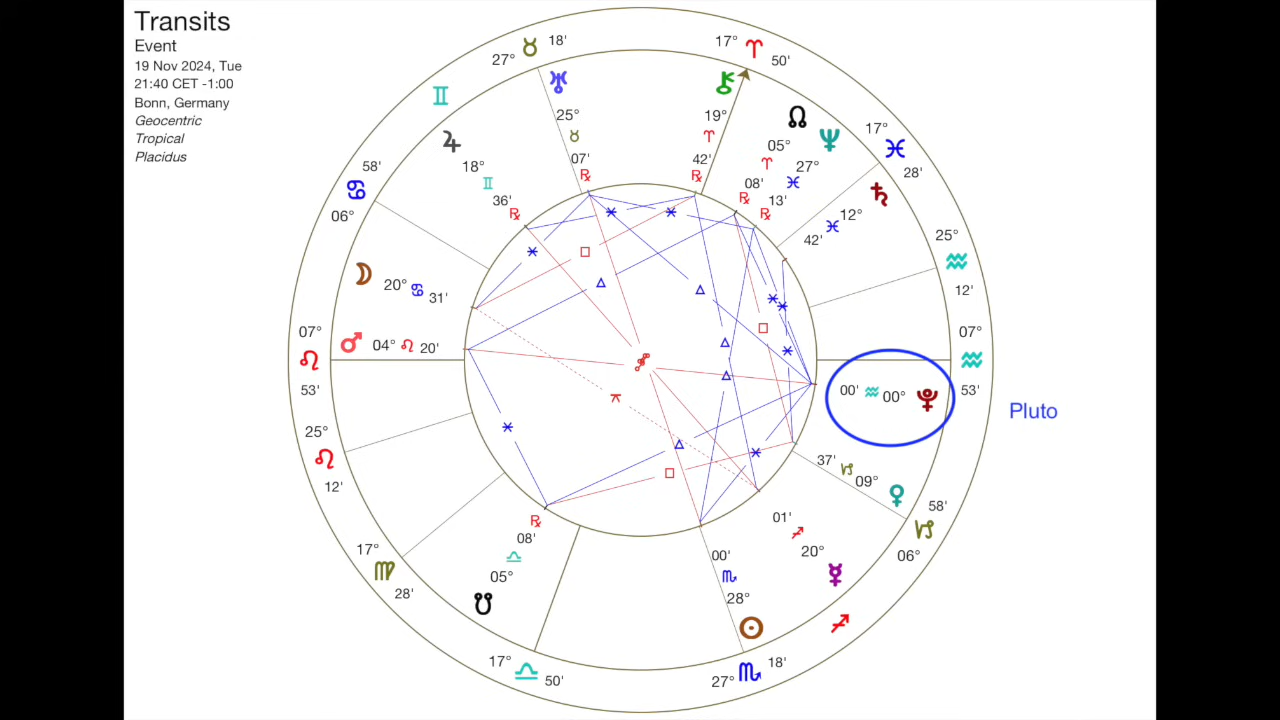 Transits
Event
19 Nov 2024, Tue
21:40 CET -1:00
Bonn, Germany
Geocentric
Tropical
Placidus
27° ♉ 18'
17° ♈ 50'
♊
♅ 25° ♉ 07' ℞
⚷ 19° ♈ 42' ℞
☊ 05° ♈ 08' ℞
♆ 27° ♓ 13' ℞
17° ♓ 28'
♃ 18° ♊ 36' ℞
58' ♋ 06°
♄ 12° ♓ 42'
25° ♒ 12'
☽ 20° ♋ 31'
07° ♌ 53'
♂ 04° ♌ 20'
07° ♒ 53'
00' ♒ 00° ♇
Pluto
25° ♌ 12'
37' ♑ 09° ♀
58' ♑ 06°
℞ 08' ♎ 05° ☋
01' ♐ 20° ☿
17° ♍ 28'
00' ♏ 28° ☉
♐
17° ♎ 50'
27° ♏ 18'